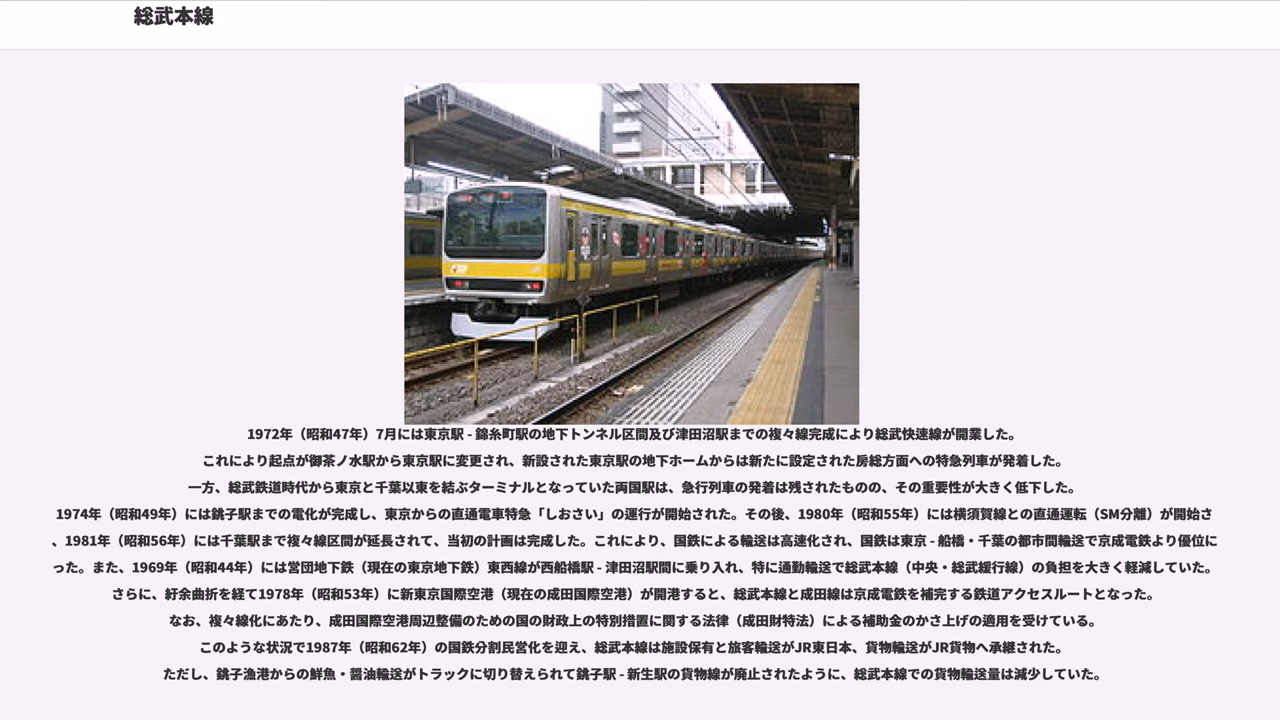 総武本線
1972年（昭和47年）7月には東京駅 - 錦糸町駅の地下トンネル区間及び津田沼駅までの複々線完成により総武快速線が開業した。
これにより起点が御茶ノ水駅から東京駅に変更され、新設された東京駅の地下ホームからは新たに設定された房総方面への特急列車が発着した。
一方、総武鉄道時代から東京と千葉以東を結ぶターミナルとなっていた両国駅は、急行列車の発着は残されたものの、その重要性が大きく低下した。
1974年（昭和49年）には銚子駅までの電化が完成し、東京からの直通電車特急「しおさい」の運行が開始された。その後、1980年（昭和55年）には横須賀線との直通運転（SM分離）が開始さ
、1981年（昭和56年）には千葉駅まで複々線区間が延長されて、当初の計画は完成した。これにより、国鉄による輸送は高速化され、国鉄は東京 - 船橋・千葉の都市間輸送で京成電鉄より優位に
った。また、1969年（昭和44年）には営団地下鉄（現在の東京地下鉄）東西線が西船橋駅 - 津田沼駅間に乗り入れ、特に通勤輸送で総武本線（中央・総武緩行線）の負担を大きく軽減していた。
さらに、紆余曲折を経て1978年（昭和53年）に新東京国際空港（現在の成田国際空港）が開港すると、総武本線と成田線は京成電鉄を補完する鉄道アクセスルートとなった。
なお、複々線化にあたり、成田国際空港周辺整備のための国の財政上の特別措置に関する法律（成田財特法）による補助金のかさ上げの適用を受けている。
このような状況で1987年（昭和62年）の国鉄分割民営化を迎え、総武本線は施設保有と旅客輸送がJR東日本、貨物輸送がJR貨物へ承継された。
ただし、銚子漁港からの鮮魚・醤油輸送がトラックに切り替えられて銚子駅 - 新生駅の貨物線が廃止されたように、総武本線での貨物輸送量は減少していた。